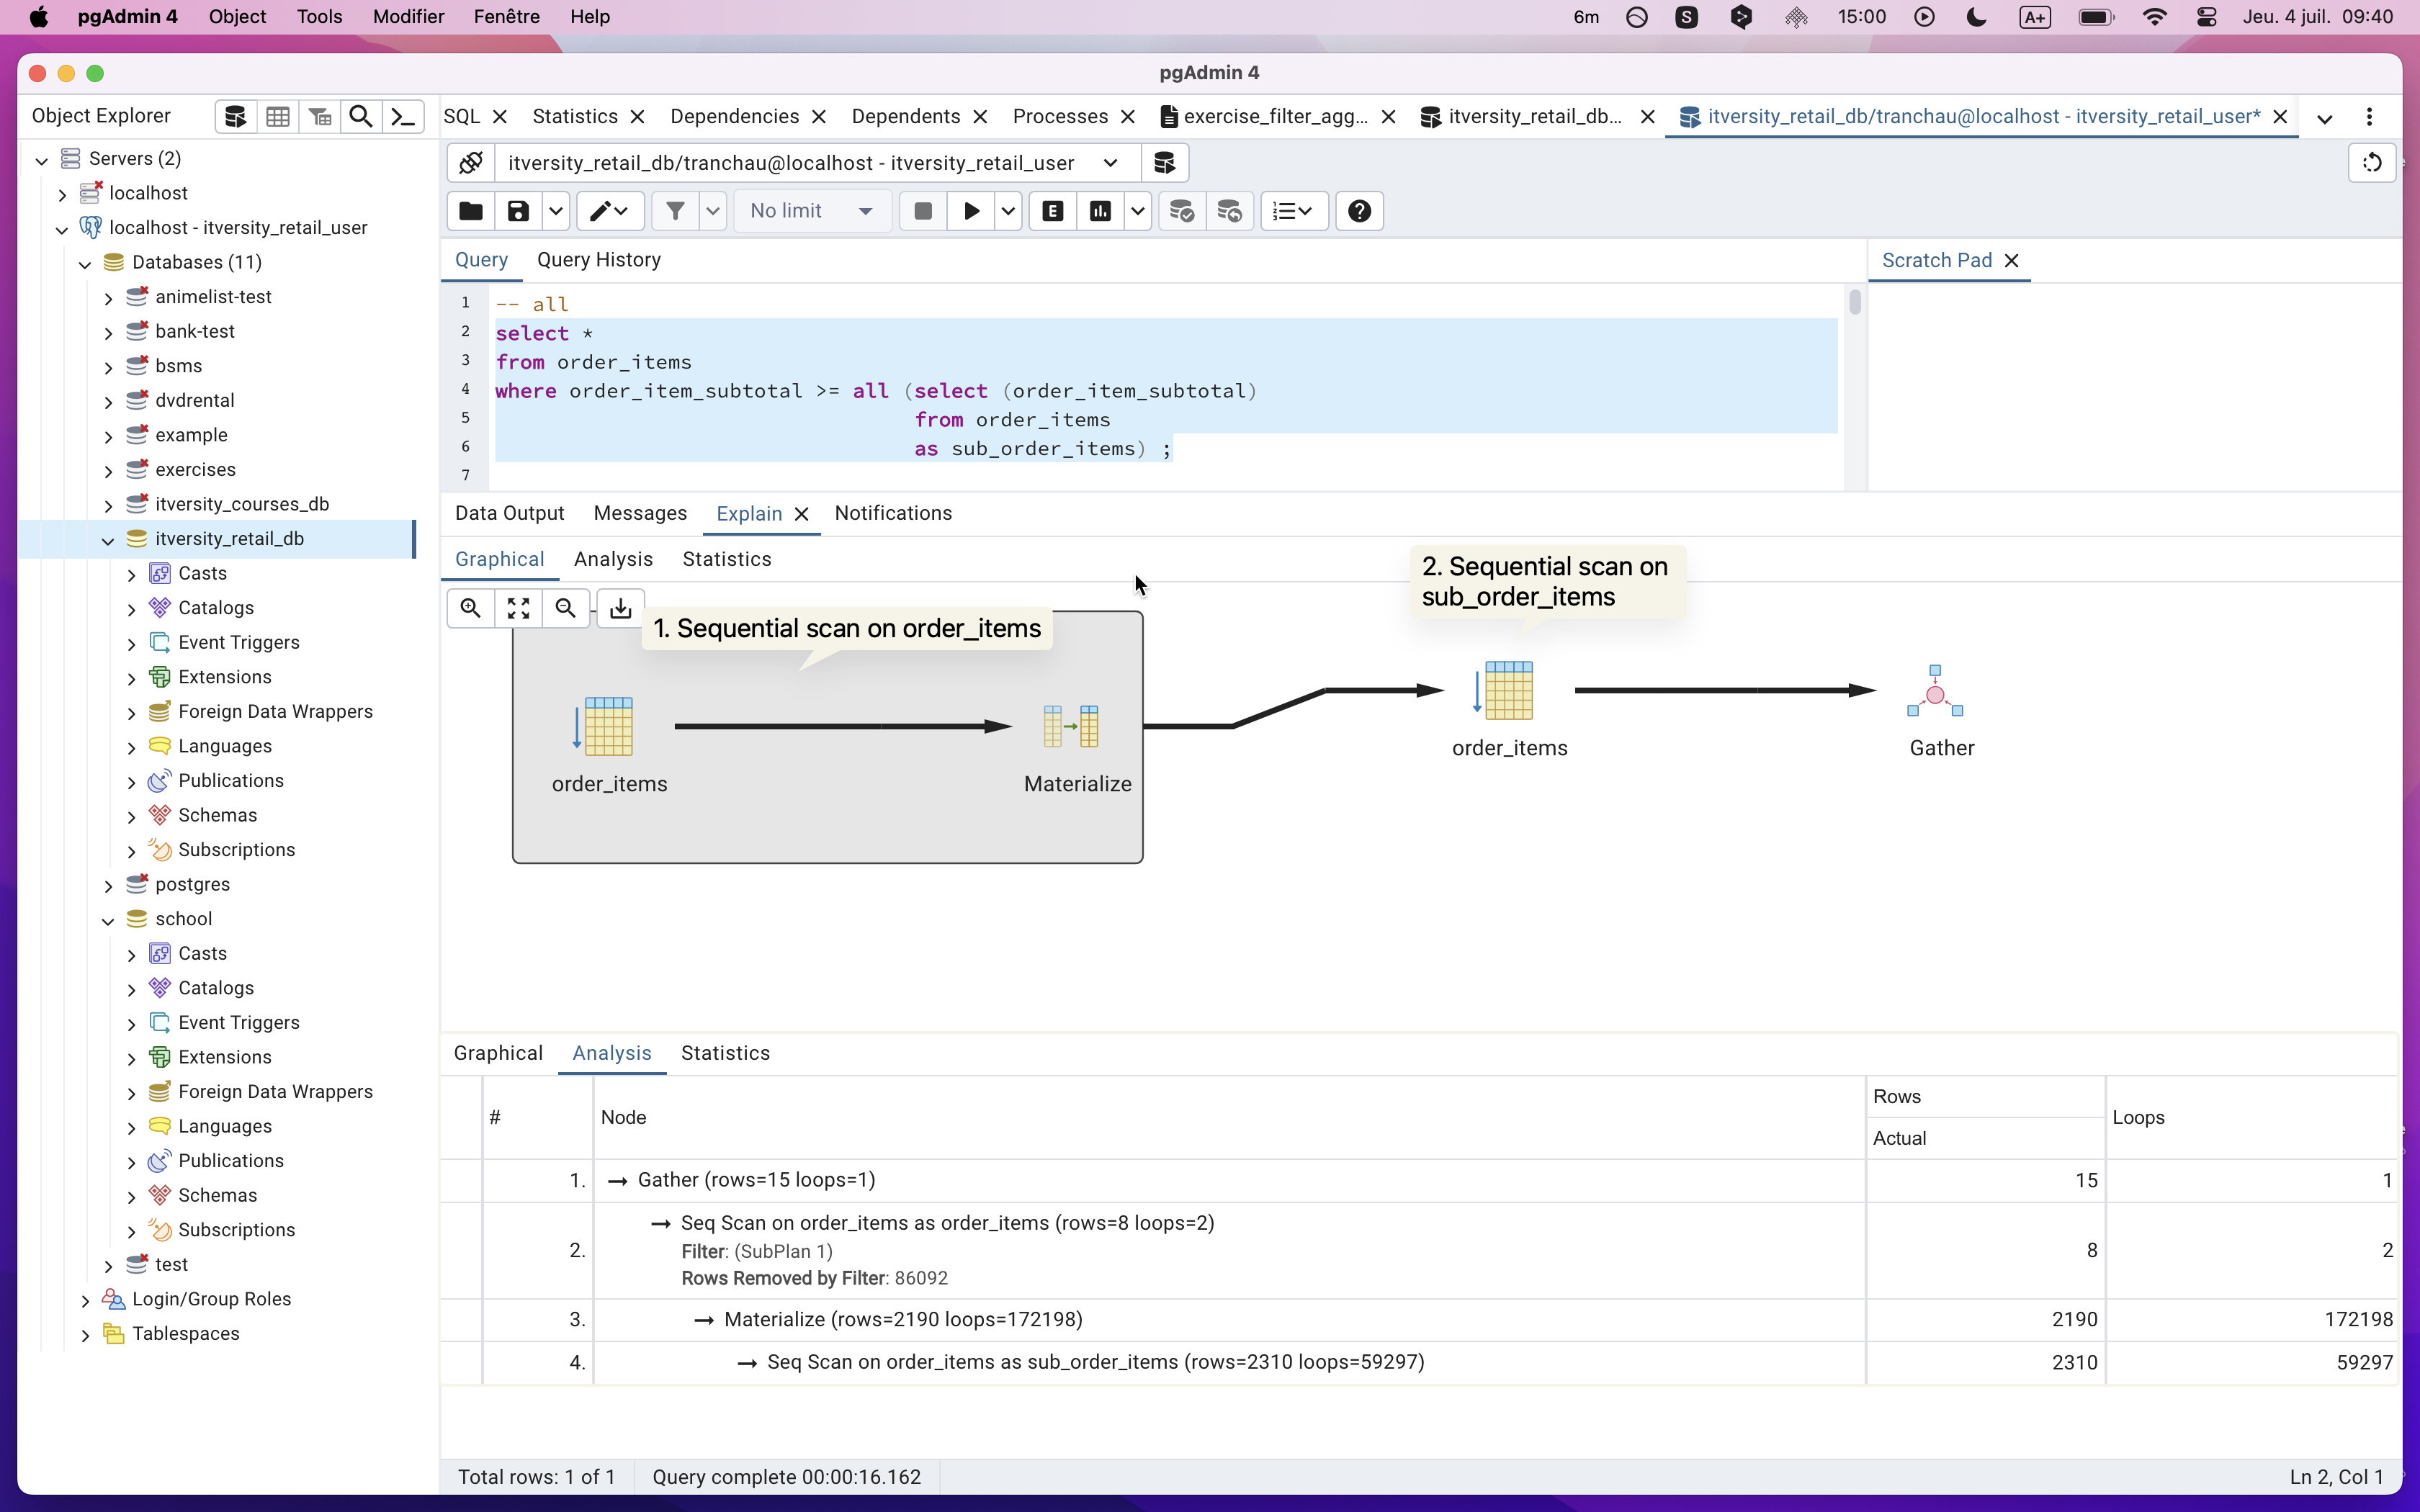 pgAdmin 4 Object Tools Modifier Fenêtre Help 6m S 15:00 A+ Jeu. 4 juil. 09:40
pgAdmin 4
Object Explorer
SQL Statistics Dependencies Dependents Processes exercise_filter_agg... itversity_retail_db... itversity_retail_db/tranchau@localhost - itversity_retail_user*
Servers (2)
localhost
localhost - itversity_retail_user
Databases (11)
animelist-test
bank-test
bsms
dvdrental
example
exercises
itversity_courses_db
itversity_retail_db
Casts
Catalogs
Event Triggers
Extensions
Foreign Data Wrappers
Languages
Publications
Schemas
Subscriptions
postgres
school
Casts
Catalogs
Event Triggers
Extensions
Foreign Data Wrappers
Languages
Publications
Schemas
Subscriptions
test
Login/Group Roles
Tablespaces
itversity_retail_db/tranchau@localhost - itversity_retail_user
No limit E
Query Query History
Scratch Pad
1 -- all
2 select *
3 from order_items
4 where order_item_subtotal >= all (select (order_item_subtotal)
5 from order_items
6 as sub_order_items) ;
7
Data Output Messages Explain Notifications
Graphical Analysis Statistics
1. Sequential scan on order_items
2. Sequential scan on
sub_order_items
order_items Materialize order_items Gather
Graphical Analysis Statistics
# Node Rows Loops
Actual
1. Gather (rows=15 loops=1) 15 1
2. Seq Scan on order_items as order_items (rows=8 loops=2) 8 2
Filter: (SubPlan 1)
Rows Removed by Filter: 86092
3. Materialize (rows=2190 loops=172198) 2190 172198
4. Seq Scan on order_items as sub_order_items (rows=2310 loops=59297) 2310 59297
Total rows: 1 of 1 Query complete 00:00:16.162 Ln 2, Col 1